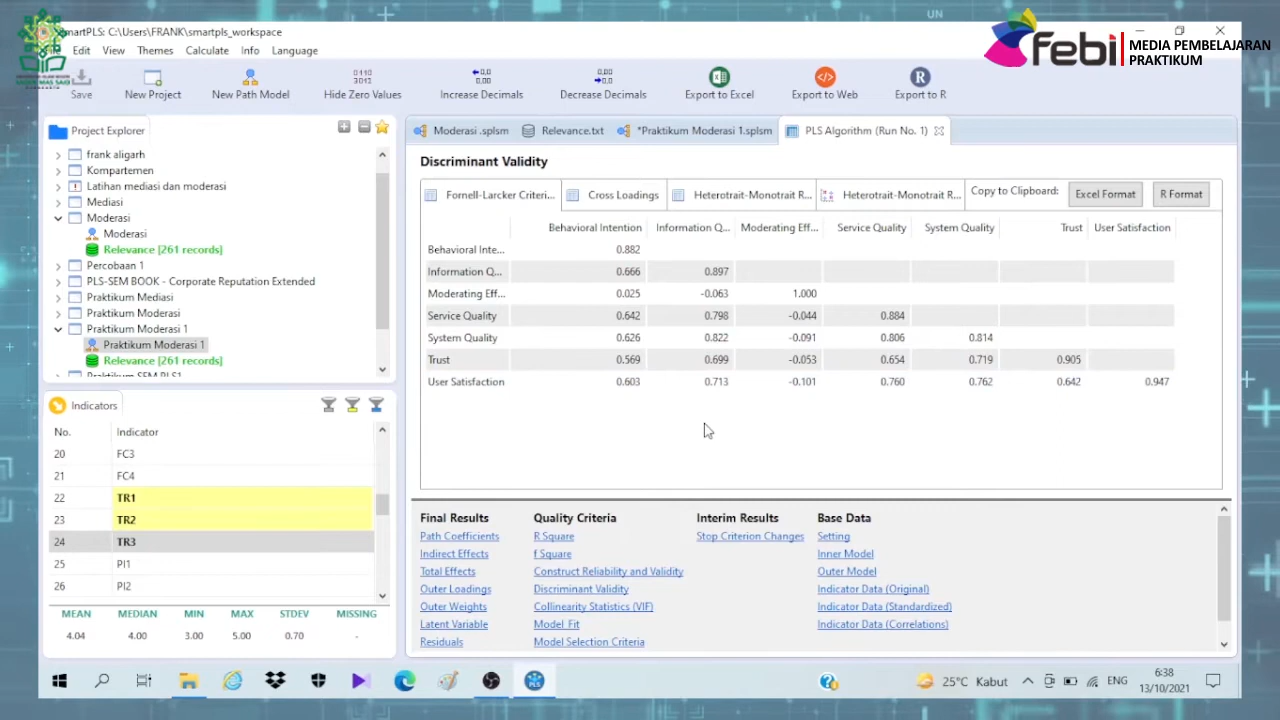 SmartPLS: C:\Users\FRANK\smartpls_workspace
febi MEDIA PEMBELAJARAN
PRAKTIKUM
Edit View Themes Calculate Info Language
Save New Project New Path Model Hide Zero Values Increase Decimals Decrease Decimals Export to Excel Export to Web Export to R
Project Explorer
frank aligarh
Kompartemen
Latihan mediasi dan moderasi
Mediasi
Moderasi
Moderasi
Relevance [261 records]
Percobaan 1
PLS-SEM BOOK - Corporate Reputation Extended
Praktikum Mediasi
Praktikum Moderasi
Praktikum Moderasi 1
Praktikum Moderasi 1
Relevance [261 records]
Praktikum SEM PLS1
Indicators
No. Indicator
20 FC3
21 FC4
22 TR1
23 TR2
24 TR3
25 PI1
26 PI2
MEAN MEDIAN MIN MAX STDEV MISSING
4.04 4.00 3.00 5.00 0.70 -
Moderasi .splsm Relevance.txt *Praktikum Moderasi 1.splsm PLS Algorithm (Run No. 1)
Discriminant Validity
Fornell-Larcker Criteri... Cross Loadings Heterotrait-Monotrait R... Heterotrait-Monotrait R... Copy to Clipboard: Excel Format R Format
Behavioral Intention Information Q... Moderating Eff... Service Quality System Quality Trust User Satisfaction
Behavioral Inte... 0.882
Information Q... 0.666 0.897
Moderating Eff... 0.025 -0.063 1.000
Service Quality 0.642 0.798 -0.044 0.884
System Quality 0.626 0.822 -0.091 0.806 0.814
Trust 0.569 0.699 -0.053 0.654 0.719 0.905
User Satisfaction 0.603 0.713 -0.101 0.760 0.762 0.642 0.947
Final Results Quality Criteria Interim Results Base Data
Path Coefficients R Square Stop Criterion Changes Setting
Indirect Effects f Square Inner Model
Total Effects Construct Reliability and Validity Outer Model
Outer Loadings Discriminant Validity Indicator Data (Original)
Outer Weights Collinearity Statistics (VIF) Indicator Data (Standardized)
Latent Variable Model_Fit Indicator Data (Correlations)
Residuals Model Selection Criteria
25°C Kabut ENG 6:38
13/10/2021